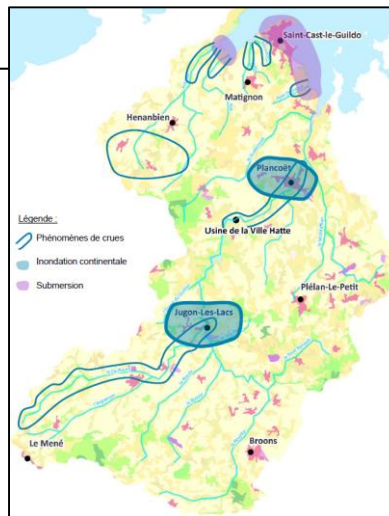 Saint-Cast-le-Guildo
Matignon
Henanbien
Plancoët
Usine de la Ville Hatte
Légende :
Phénomènes de crues
Inondation continentale
Submersion
Plélan-Le-Petit
Jugon-Les-Lacs
Le Mené
Broons